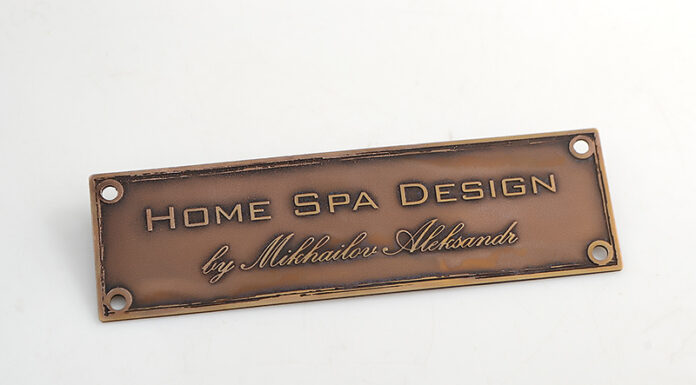 Home Spa Design
by Mikhailov Aleksandr